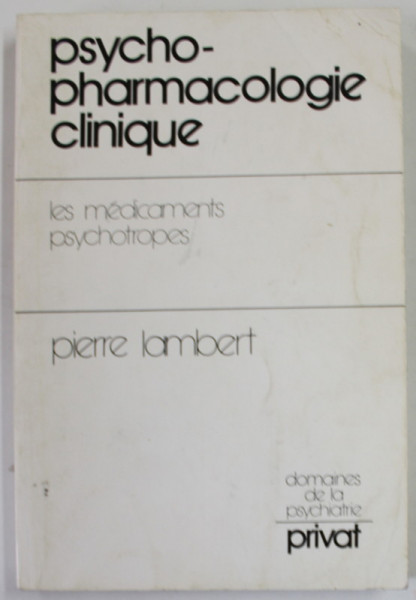 psycho-
pharmacologie
clinique
les médicaments
psychotropes
pierre lambert
domaines
de la
psychiatrie
privat